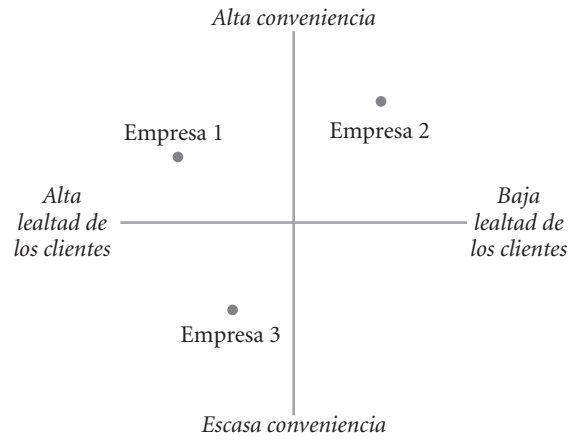 Alta conveniencia
Empresa 1
Empresa 2
Alta
lealtad de
los clientes
Baja
lealtad de
los clientes
Empresa 3
Escasa conveniencia